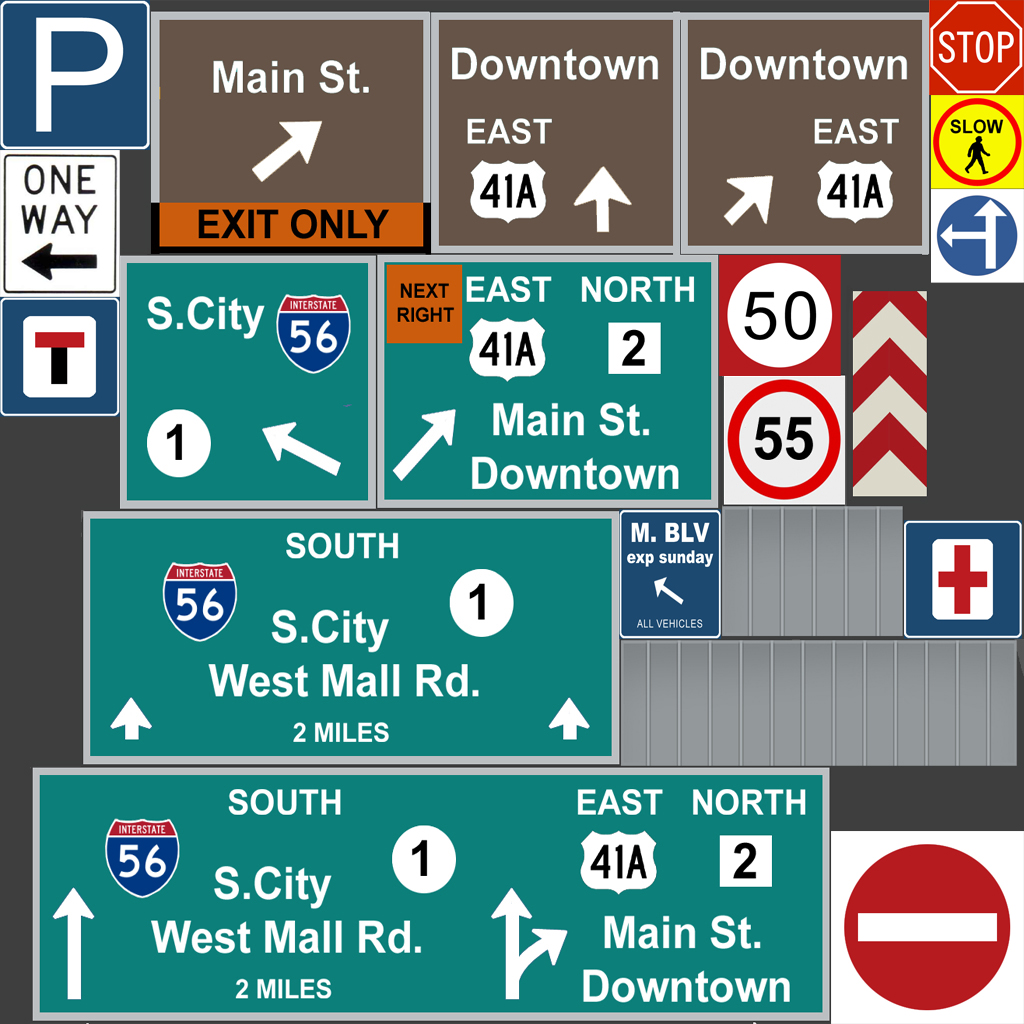 P
Main St.
EXIT ONLY
Downtown
EAST
41A
Downtown
EAST
41A
STOP
SLOW
ONE
WAY
S.City
INTERSTATE
56
1
NEXT
RIGHT
EAST
NORTH
41A
2
Main St.
Downtown
50
55
SOUTH
INTERSTATE
56
1
S.City
West Mall Rd.
2 MILES
M. BLV
exp sunday
ALL VEHICLES
SOUTH
INTERSTATE
56
1
S.City
West Mall Rd.
2 MILES
EAST
NORTH
41A
2
Main St.
Downtown